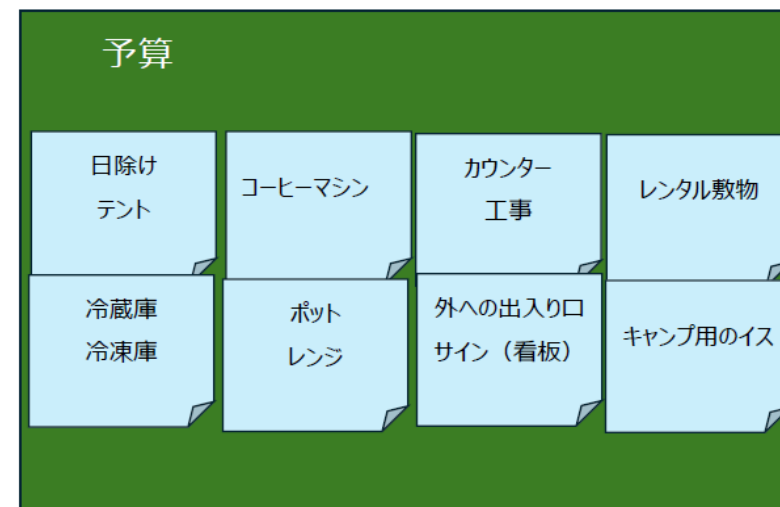 予算
日除け
テント
コーヒーマシン
カウンター
工事
レンタル敷物
冷蔵庫
冷凍庫
ポット
レンジ
外への出入り口
サイン（看板）
キャンプ用のイス